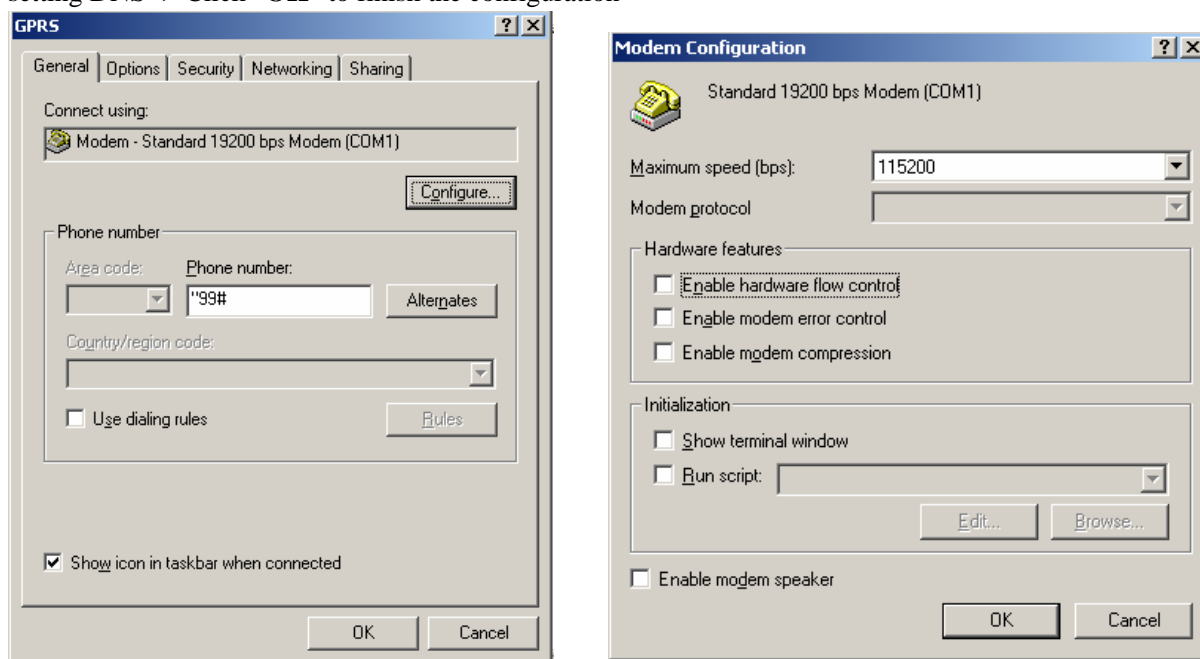 GPRS
General Options Security Networking Sharing
Connect using:
Modem - Standard 19200 bps Modem (COM1)
Configure...
Phone number
Area code: Phone number:
"99#
Alternates
Country/region code:
Use dialing rules
Rules
Show icon in taskbar when connected
OK Cancel
Modem Configuration
Standard 19200 bps Modem (COM1)
Maximum speed (bps): 115200
Modem protocol
Hardware features
Enable hardware flow control
Enable modem error control
Enable modem compression
Initialization
Show terminal window
Run script:
Edit... Browse...
Enable modem speaker
OK Cancel